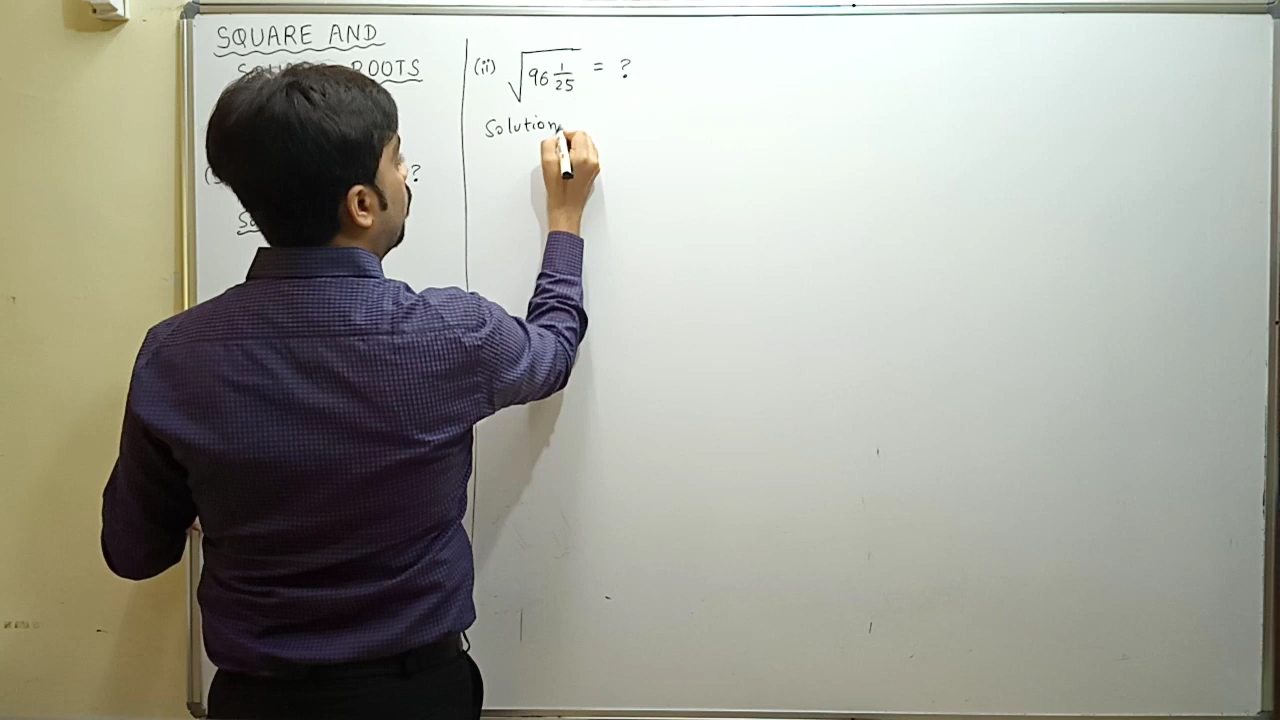 SQUARE AND
ROOTS
?
(ii) √96 1/25 = ?
Solution